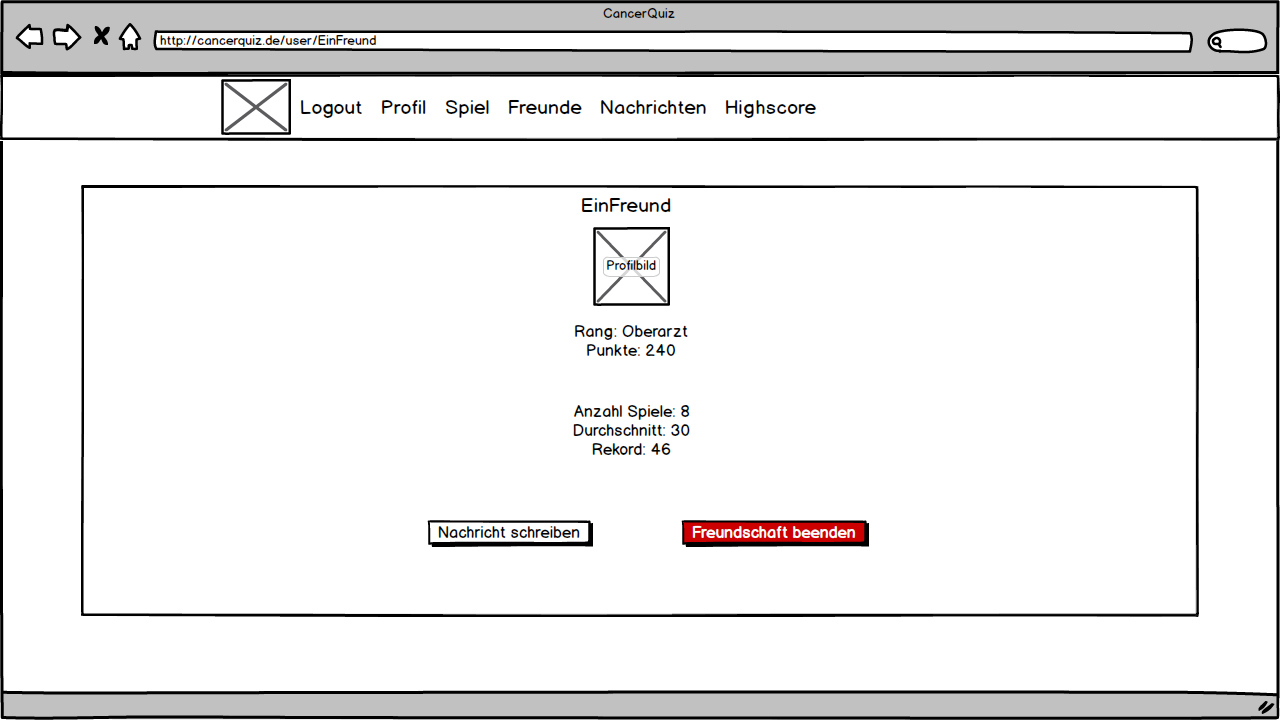 CancerQuiz
http://cancerquiz.de/user/EinFreund
Logout Profil Spiel Freunde Nachrichten Highscore
EinFreund
Profilbild
Rang: Oberarzt
Punkte: 240
Anzahl Spiele: 8
Durchschnitt: 30
Rekord: 46
Nachricht schreiben Freundschaft beenden